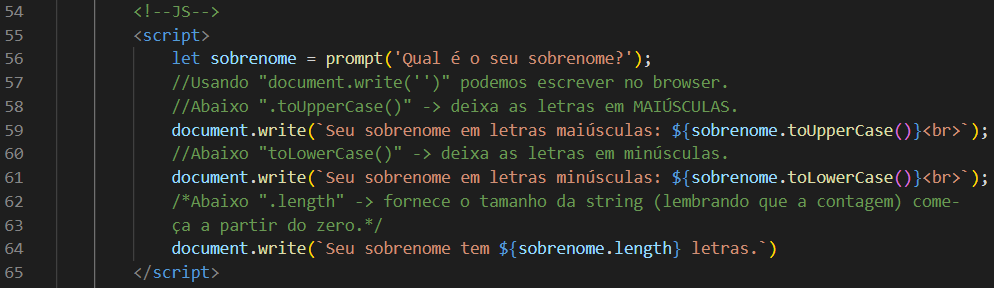 54 <!--JS-->
55 <script>
56 let sobrenome = prompt('Qual é o seu sobrenome?');
57 //Usando "document.write('')" podemos escrever no browser.
58 //Abaixo ".toUpperCase()" -> deixa as letras em MAIÚSCULAS.
59 document.write(`Seu sobrenome em letras maiúsculas: ${sobrenome.toUpperCase()}<br>`);
60 //Abaixo "toLowerCase()" -> deixa as letras em minúsculas.
61 document.write(`Seu sobrenome em letras minúsculas: ${sobrenome.toLowerCase()}<br>`);
62 /*Abaixo ".length" -> fornece o tamanho da string (lembrando que a contagem) come-
63 ça a partir do zero.*/
64 document.write(`Seu sobrenome tem ${sobrenome.length} letras.`)
65 </script>